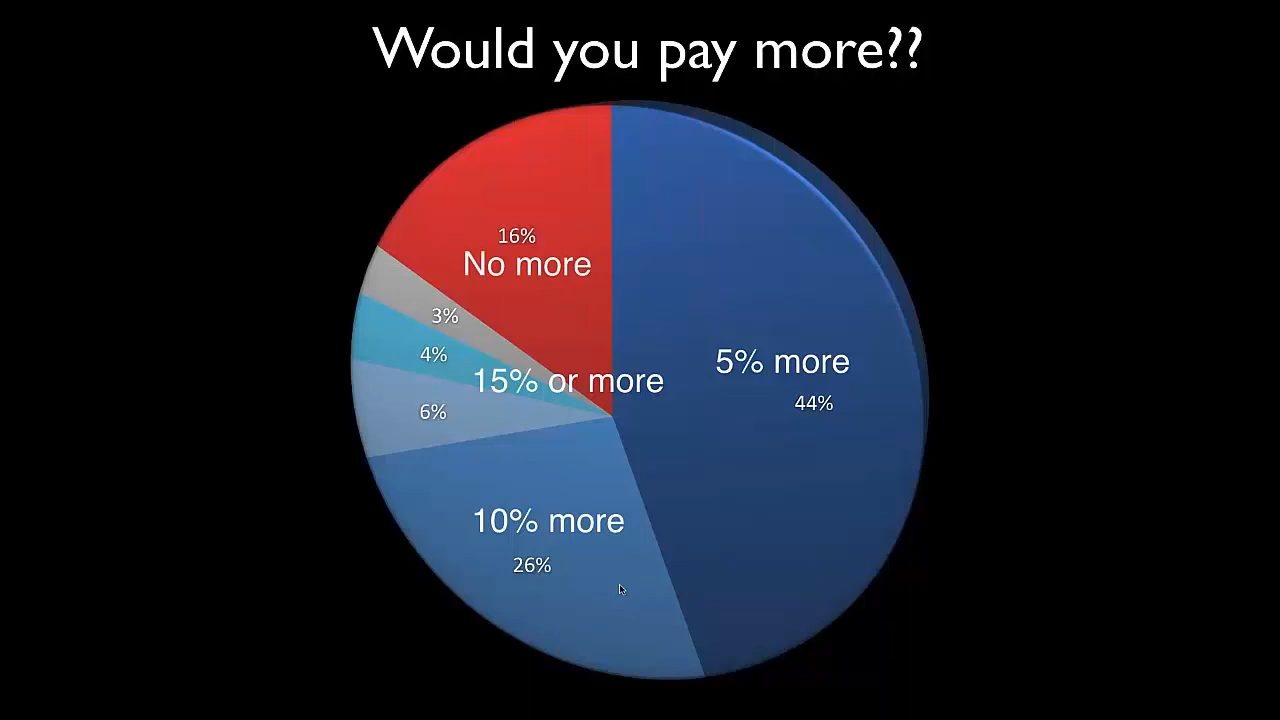 Would you pay more??
16%
No more
3%
4%
15% or more
5% more
44%
6%
10% more
26%